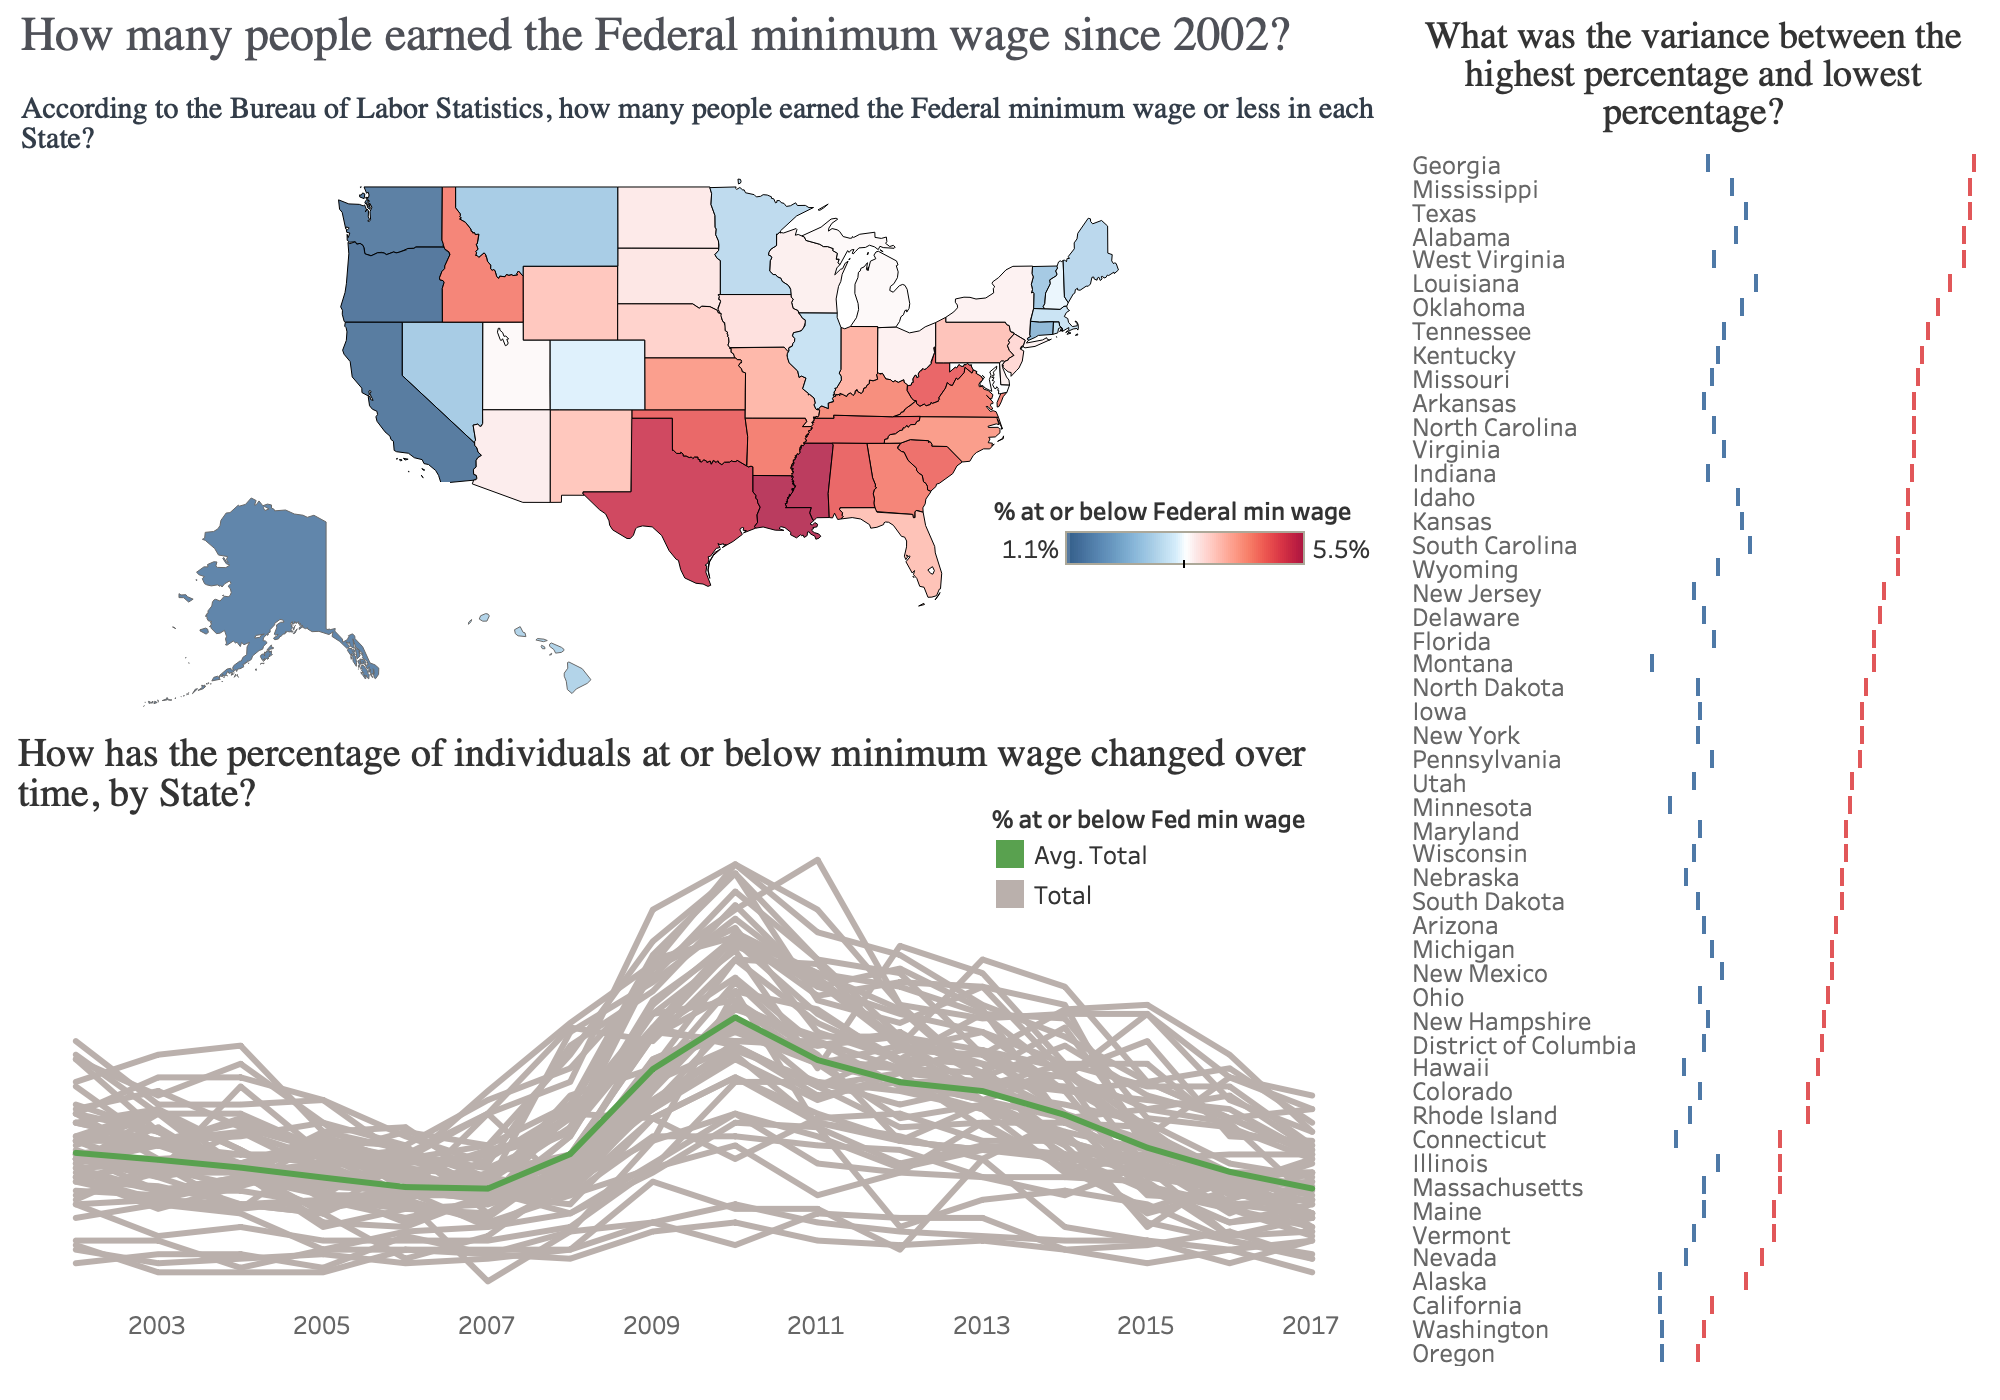 How many people earned the Federal minimum wage since 2002?
According to the Bureau of Labor Statistics, how many people earned the Federal minimum wage or less in each
State?
% at or below Federal min wage
1.1%
5.5%
How has the percentage of individuals at or below minimum wage changed over
time, by State?
% at or below Fed min wage
Avg. Total
Total
2003
2005
2007
2009
2011
2013
2015
2017
What was the variance between the
highest percentage and lowest
percentage?
Georgia
Mississippi
Texas
Alabama
West Virginia
Louisiana
Oklahoma
Tennessee
Kentucky
Missouri
Arkansas
North Carolina
Virginia
Indiana
Idaho
Kansas
South Carolina
Wyoming
New Jersey
Delaware
Florida
Montana
North Dakota
Iowa
New York
Pennsylvania
Utah
Minnesota
Maryland
Wisconsin
Nebraska
South Dakota
Arizona
Michigan
New Mexico
Ohio
New Hampshire
District of Columbia
Hawaii
Colorado
Rhode Island
Connecticut
Illinois
Massachusetts
Maine
Vermont
Nevada
Alaska
California
Washington
Oregon